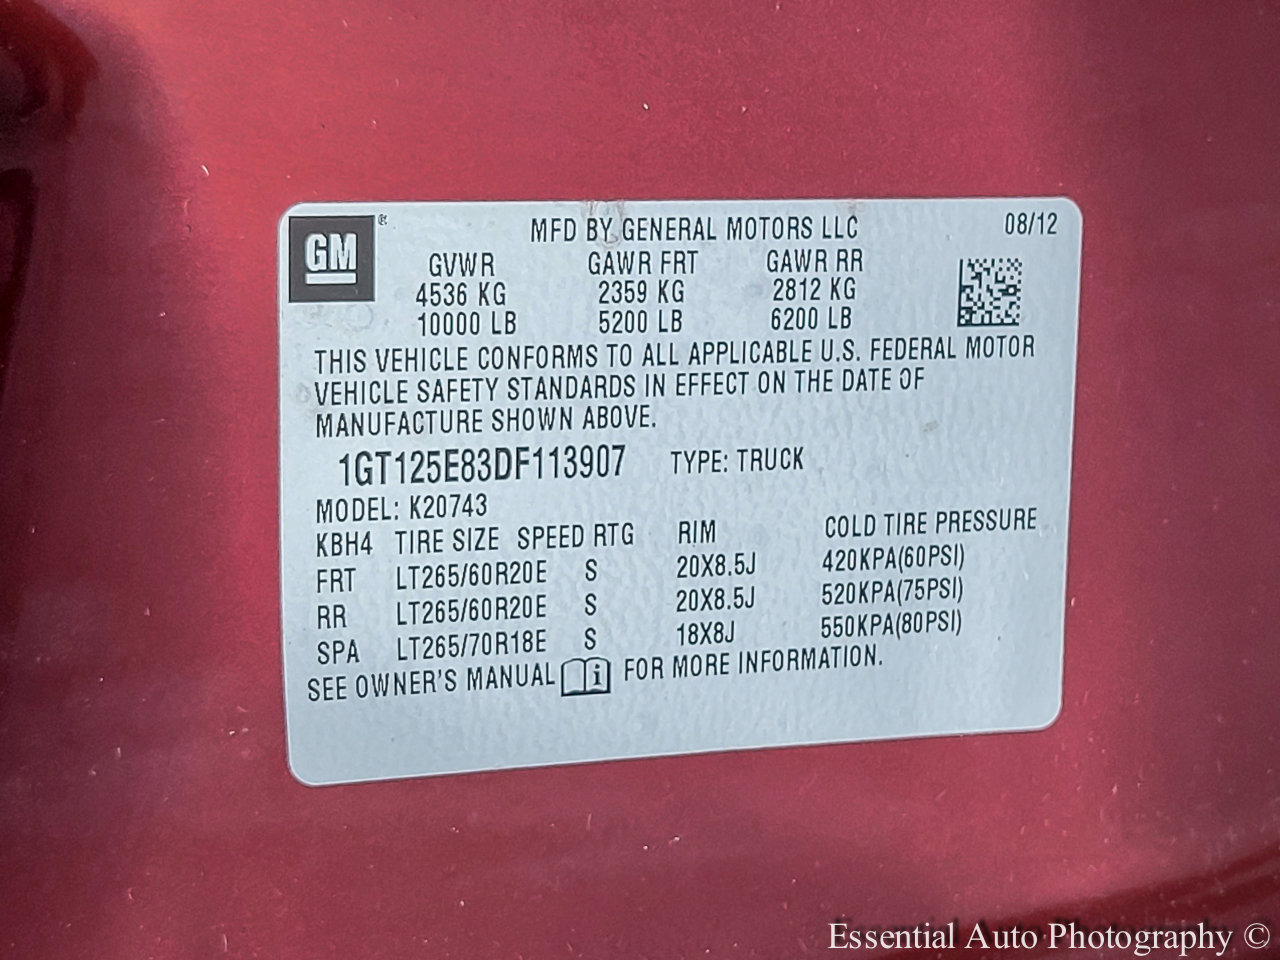 GM ®
MFD BY GENERAL MOTORS LLC 08/12
GVWR GAWR FRT GAWR RR
4536 KG 2359 KG 2812 KG
10000 LB 5200 LB 6200 LB
THIS VEHICLE CONFORMS TO ALL APPLICABLE U.S. FEDERAL MOTOR
VEHICLE SAFETY STANDARDS IN EFFECT ON THE DATE OF
MANUFACTURE SHOWN ABOVE.
1GT125E83DF113907 TYPE: TRUCK
MODEL: K20743
KBH4 TIRE SIZE SPEED RTG RIM COLD TIRE PRESSURE
FRT LT265/60R20E S 20X8.5J 420KPA(60PSI)
RR LT265/60R20E S 20X8.5J 520KPA(75PSI)
SPA LT265/70R18E S 18X8J 550KPA(80PSI)
SEE OWNER'S MANUAL i FOR MORE INFORMATION.
Essential Auto Photography ©